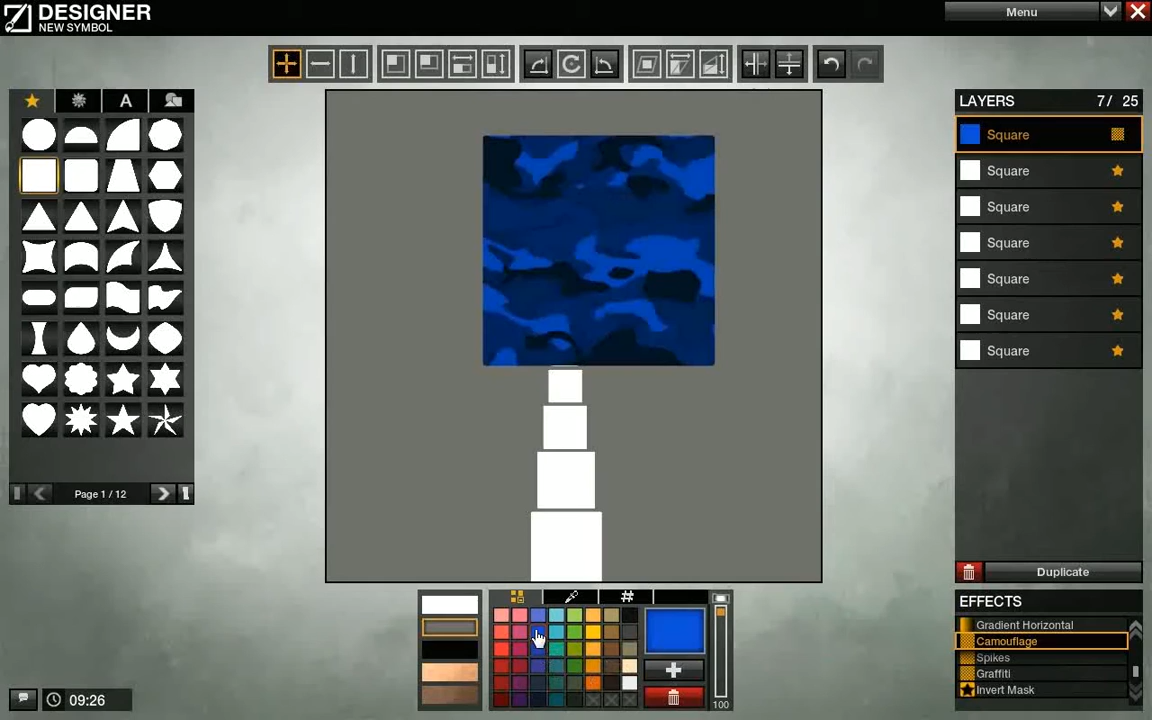 DESIGNER
NEW SYMBOL
Menu
A
LAYERS 7/ 25
Square
Square
Square
Square
Square
Square
Square
Page 1 / 12
Duplicate
EFFECTS
Gradient Horizontal
Camouflage
Spikes
Graffiti
Invert Mask
#
100
09:26